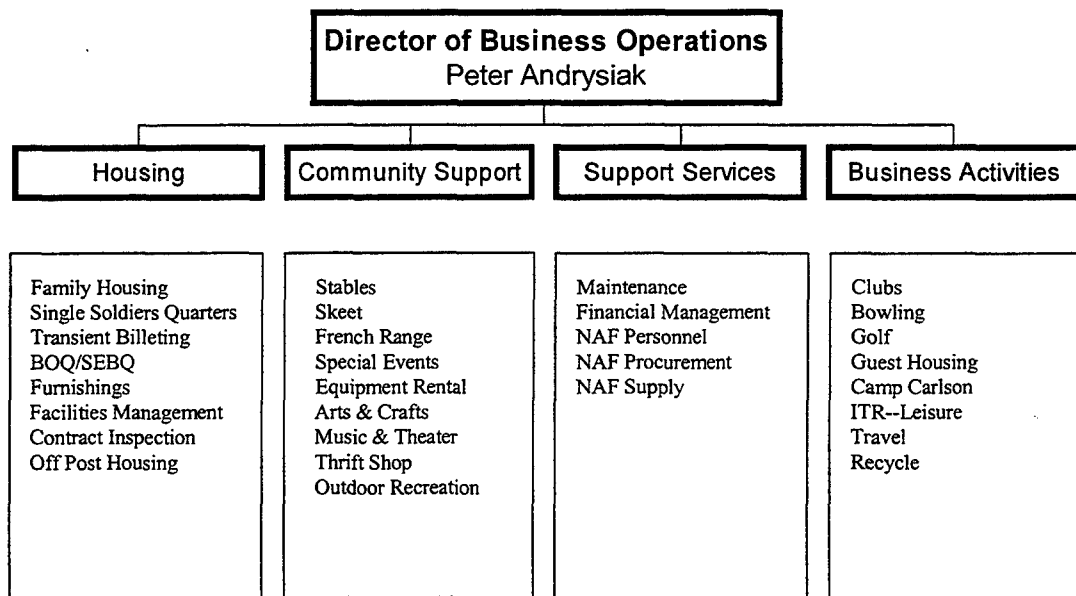 Director of Business Operations
Peter Andrysiak
Housing
Community Support
Support Services
Business Activities
Family Housing
Single Soldiers Quarters
Transient Billeting
BOQ/SEBQ
Furnishings
Facilities Management
Contract Inspection
Off Post Housing
Stables
Skeet
French Range
Special Events
Equipment Rental
Arts & Crafts
Music & Theater
Thrift Shop
Outdoor Recreation
Maintenance
Financial Management
NAF Personnel
NAF Procurement
NAF Supply
Clubs
Bowling
Golf
Guest Housing
Camp Carlson
ITR--Leisure
Travel
Recycle